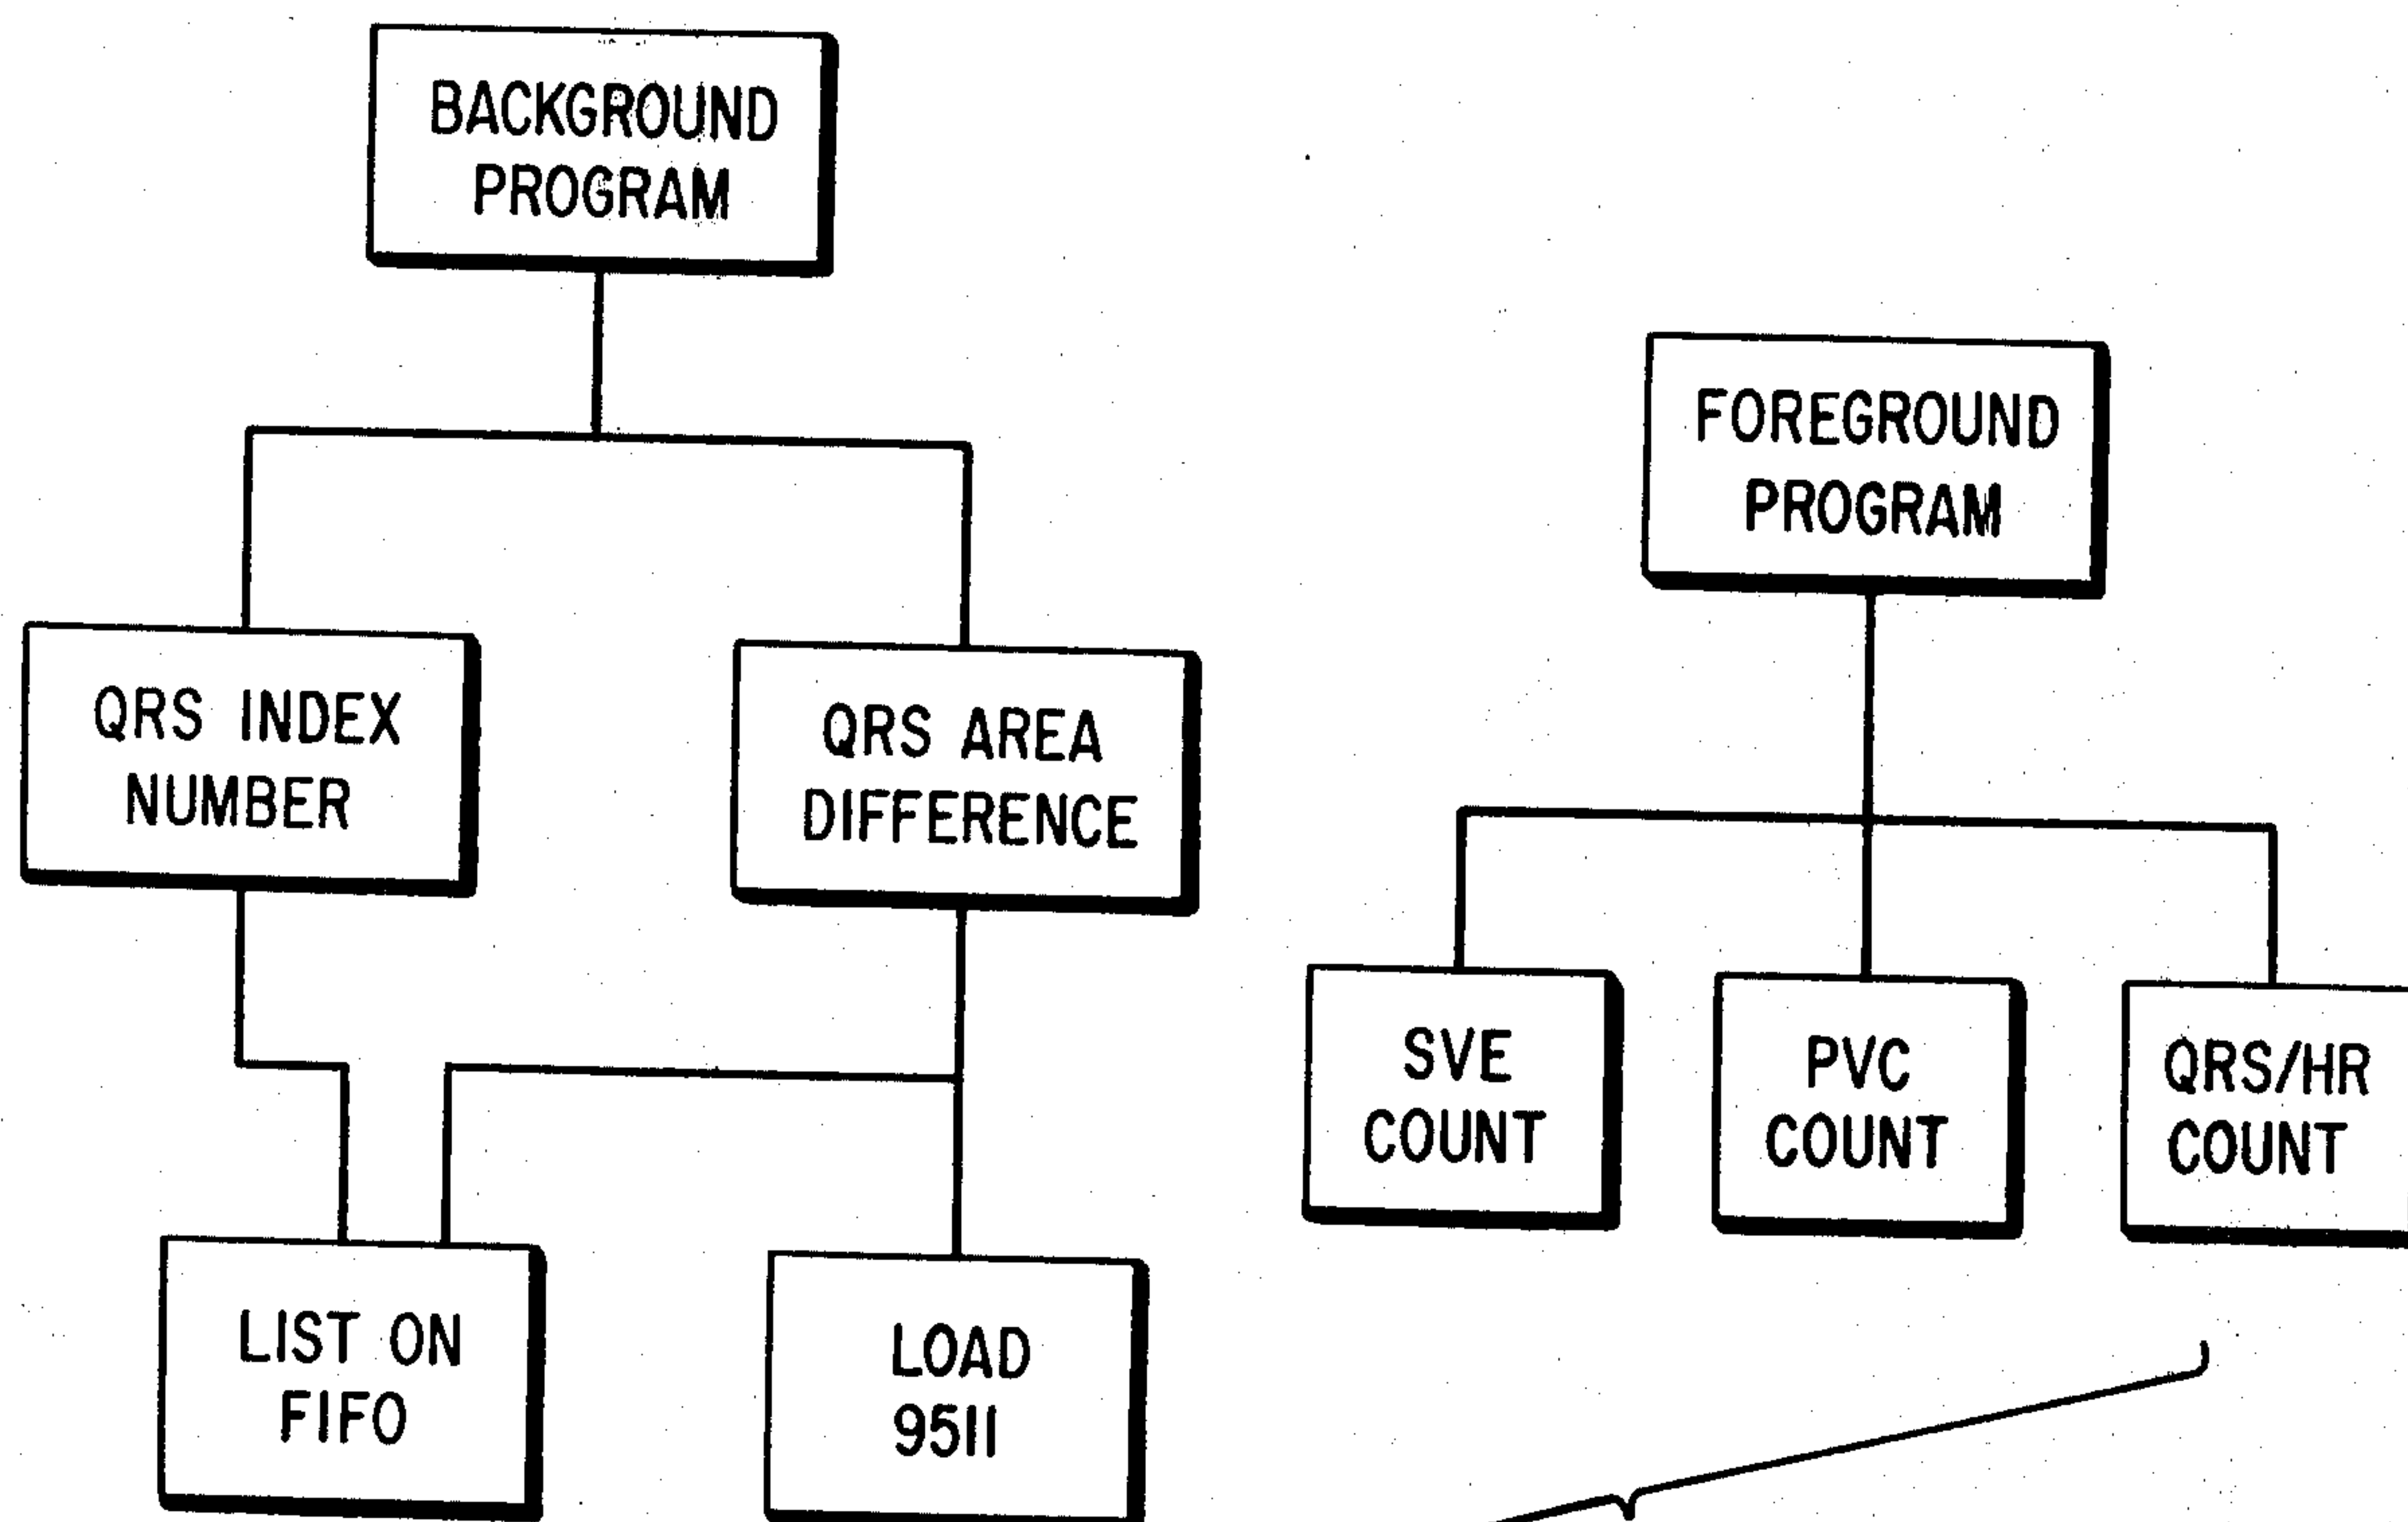 BACKGROUND
PROGRAM
FOREGROUND
PROGRAM
QRS INDEX
NUMBER
QRS AREA
DIFFERENCE
SVE
COUNT
PVC
COUNT
QRS/HR
COUNT
LIST ON
FIFO
LOAD
9511